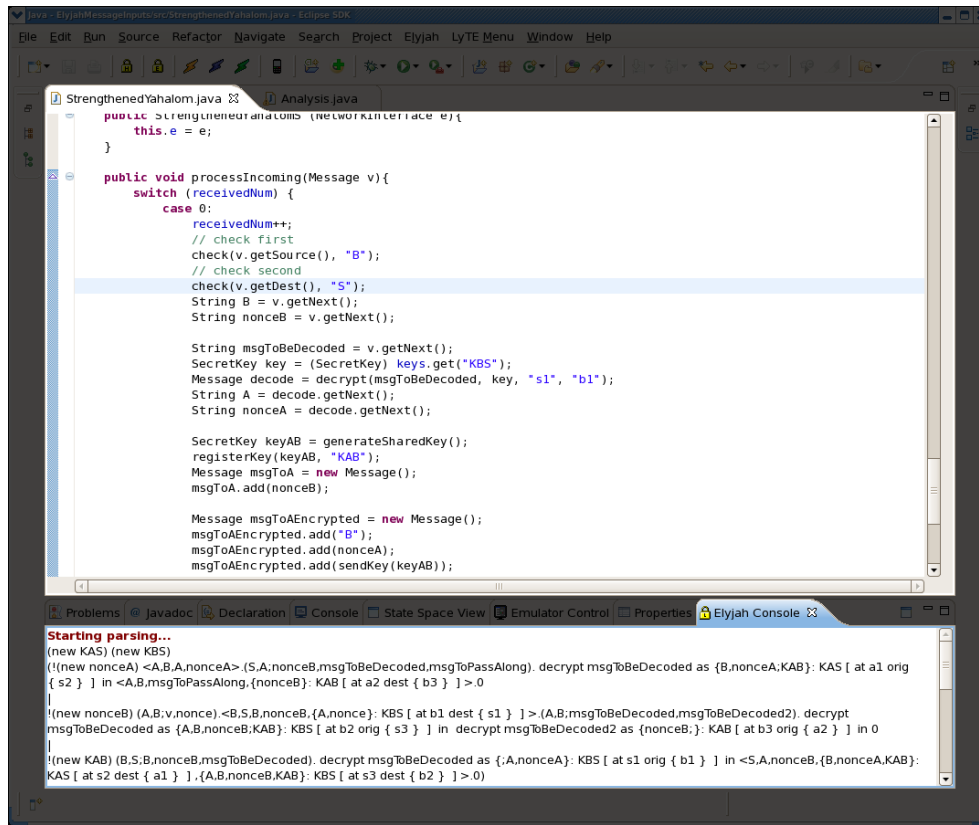 Java - ElyjahMessageInputs/src/StrengthenedYahalom.java - Eclipse SDK
File Edit Run Source Refactor Navigate Search Project Elyjah LyTE Menu Window Help
StrengthenedYahalom.java Analysis.java
public StrengthenedYahalomS (NetworkInterface e){
this.e = e;
}
public void processIncoming(Message v){
switch (receivedNum) {
case 0:
receivedNum++;
// check first
check(v.getSource(), "B");
// check second
check(v.getDest(), "S");
String B = v.getNext();
String nonceB = v.getNext();
String msgToBeDecoded = v.getNext();
SecretKey key = (SecretKey) keys.get("KBS");
Message decode = decrypt(msgToBeDecoded, key, "s1", "b1");
String A = decode.getNext();
String nonceA = decode.getNext();
SecretKey keyAB = generateSharedKey();
registerKey(keyAB, "KAB");
Message msgToA = new Message();
msgToA.add(nonceB);
Message msgToAEncrypted = new Message();
msgToAEncrypted.add("B");
msgToAEncrypted.add(nonceA);
msgToAEncrypted.add(sendKey(keyAB));
Problems @ Javadoc Declaration Console State Space View Emulator Control Properties Elyjah Console
Starting parsing...
(new KAS) (new KBS)
(!(new nonceA) <A,B,A,nonceA>.(S,A;nonceB,msgToBeDecoded,msgToPassAlong). decrypt msgToBeDecoded as {B,nonceA;KAB}: KAS [ at a1 orig
{ s2 } ] in <A,B,msgToPassAlong,{nonceB}: KAB [ at a2 dest { b3 } ] >.0
|
!(new nonceB) (A,B;v,nonce).<B,S,B,nonceB,{A,nonce}: KBS [ at b1 dest { s1 } ] >.(A,B;msgToBeDecoded,msgToBeDecoded2). decrypt
msgToBeDecoded as {A,B,nonceB;KAB}: KBS [ at b2 orig { s3 } ] in decrypt msgToBeDecoded2 as {nonceB;}: KAB [ at b3 orig { a2 } ] in 0
|
!(new KAB) (B,S;B,nonceB,msgToBeDecoded). decrypt msgToBeDecoded as {;A,nonceA}: KBS [ at s1 orig { b1 } ] in <S,A,nonceB,{B,nonceA,KAB}:
KAS [ at s2 dest { a1 } ] ,{A,B,nonceB,KAB}: KBS [ at s3 dest { b2 } ] >.0)